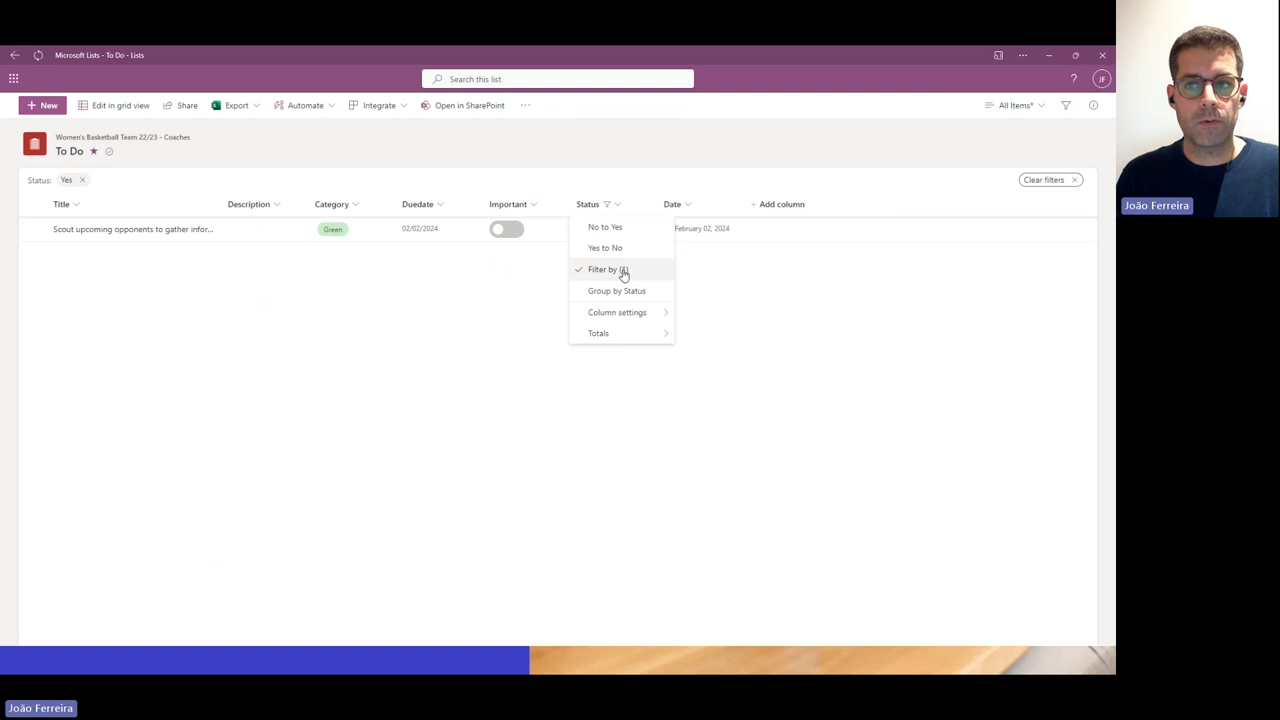 Microsoft Lists - To Do - Lists
Search this list
? JF
+ New Edit in grid view Share Export Automate Integrate Open in SharePoint ··· All Items*
Women's Basketball Team 22/23 - Coaches
To Do
Status: Yes Clear filters
Title Description Category Duedate Important Status Date + Add column
Scout upcoming opponents to gather infor... Green 02/02/2024 February 02, 2024
No to Yes
Yes to No
Filter by (1)
Group by Status
Column settings
Totals
João Ferreira
João Ferreira